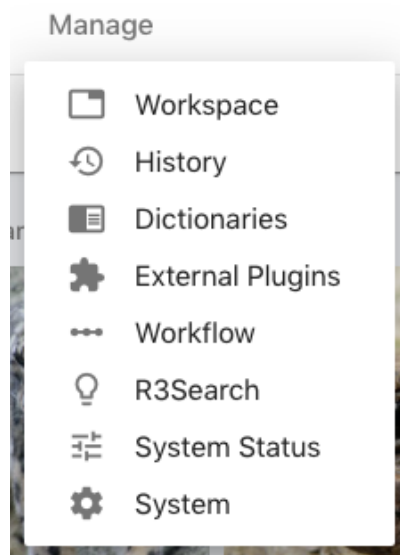 Manage
Workspace
History
Dictionaries
External Plugins
Workflow
R3Search
System Status
System